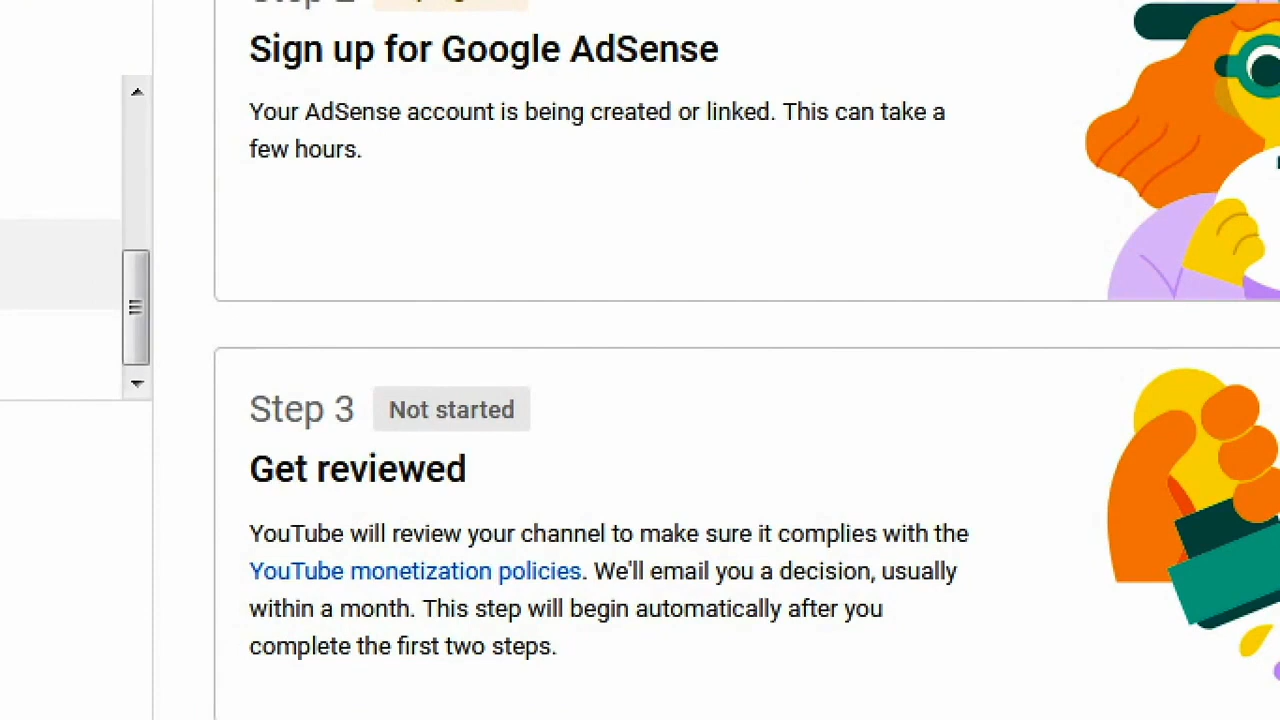 Step 2
Sign up for Google AdSense
Your AdSense account is being created or linked. This can take a
few hours.
Step 3 Not started
Get reviewed
YouTube will review your channel to make sure it complies with the
YouTube monetization policies. We'll email you a decision, usually
within a month. This step will begin automatically after you
complete the first two steps.